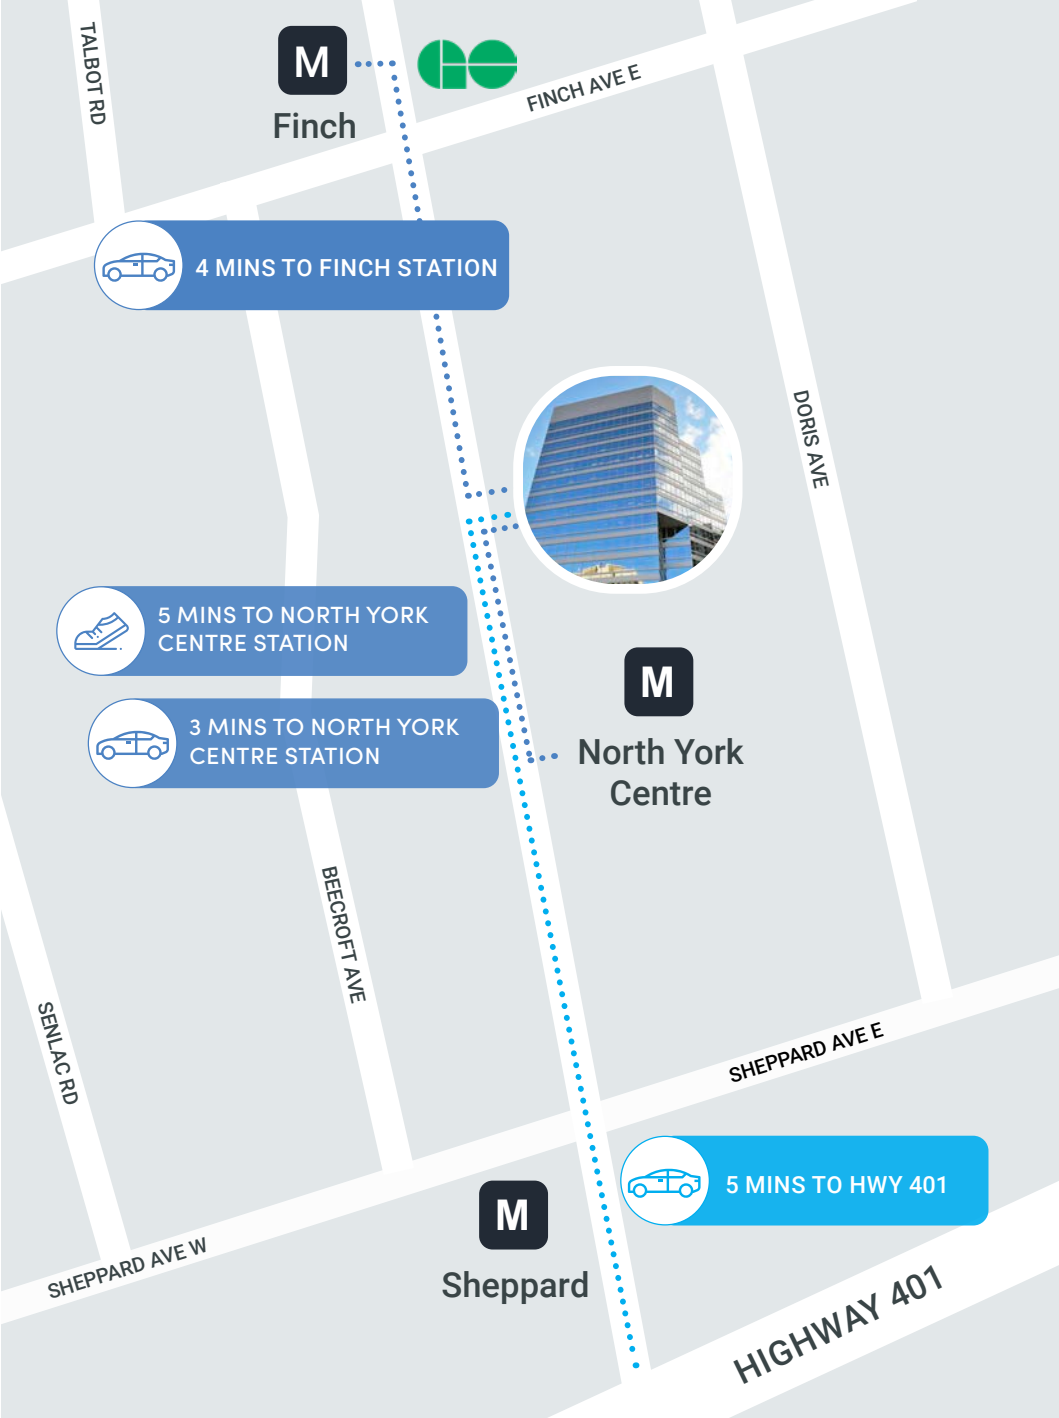 TALBOT RD
M
Finch
GO
FINCH AVE E
4 MINS TO FINCH STATION
DORIS AVE
5 MINS TO NORTH YORK
CENTRE STATION
M
North York
Centre
3 MINS TO NORTH YORK
CENTRE STATION
BEECROFT AVE
SENLAC RD
SHEPPARD AVE E
5 MINS TO HWY 401
M
Sheppard
SHEPPARD AVE W
HIGHWAY 401